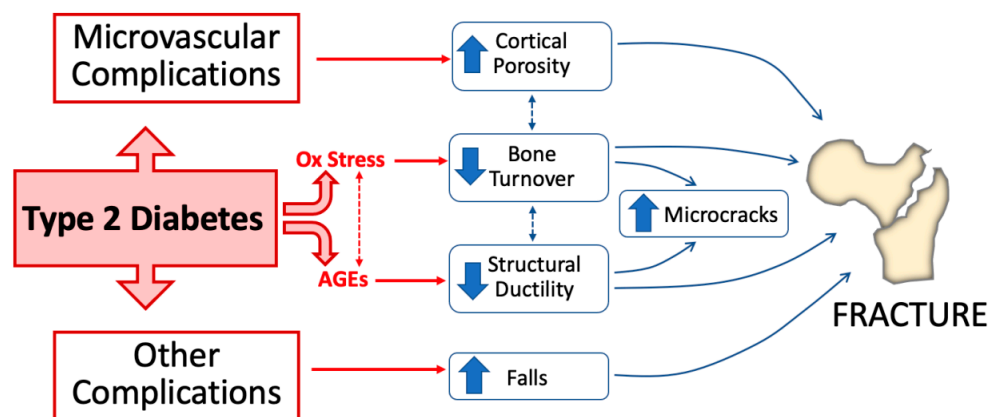 Microvascular
Complications
Cortical
Porosity
Ox Stress
Bone
Turnover
Type 2 Diabetes
Microcracks
AGEs
Structural
Ductility
FRACTURE
Other
Complications
Falls